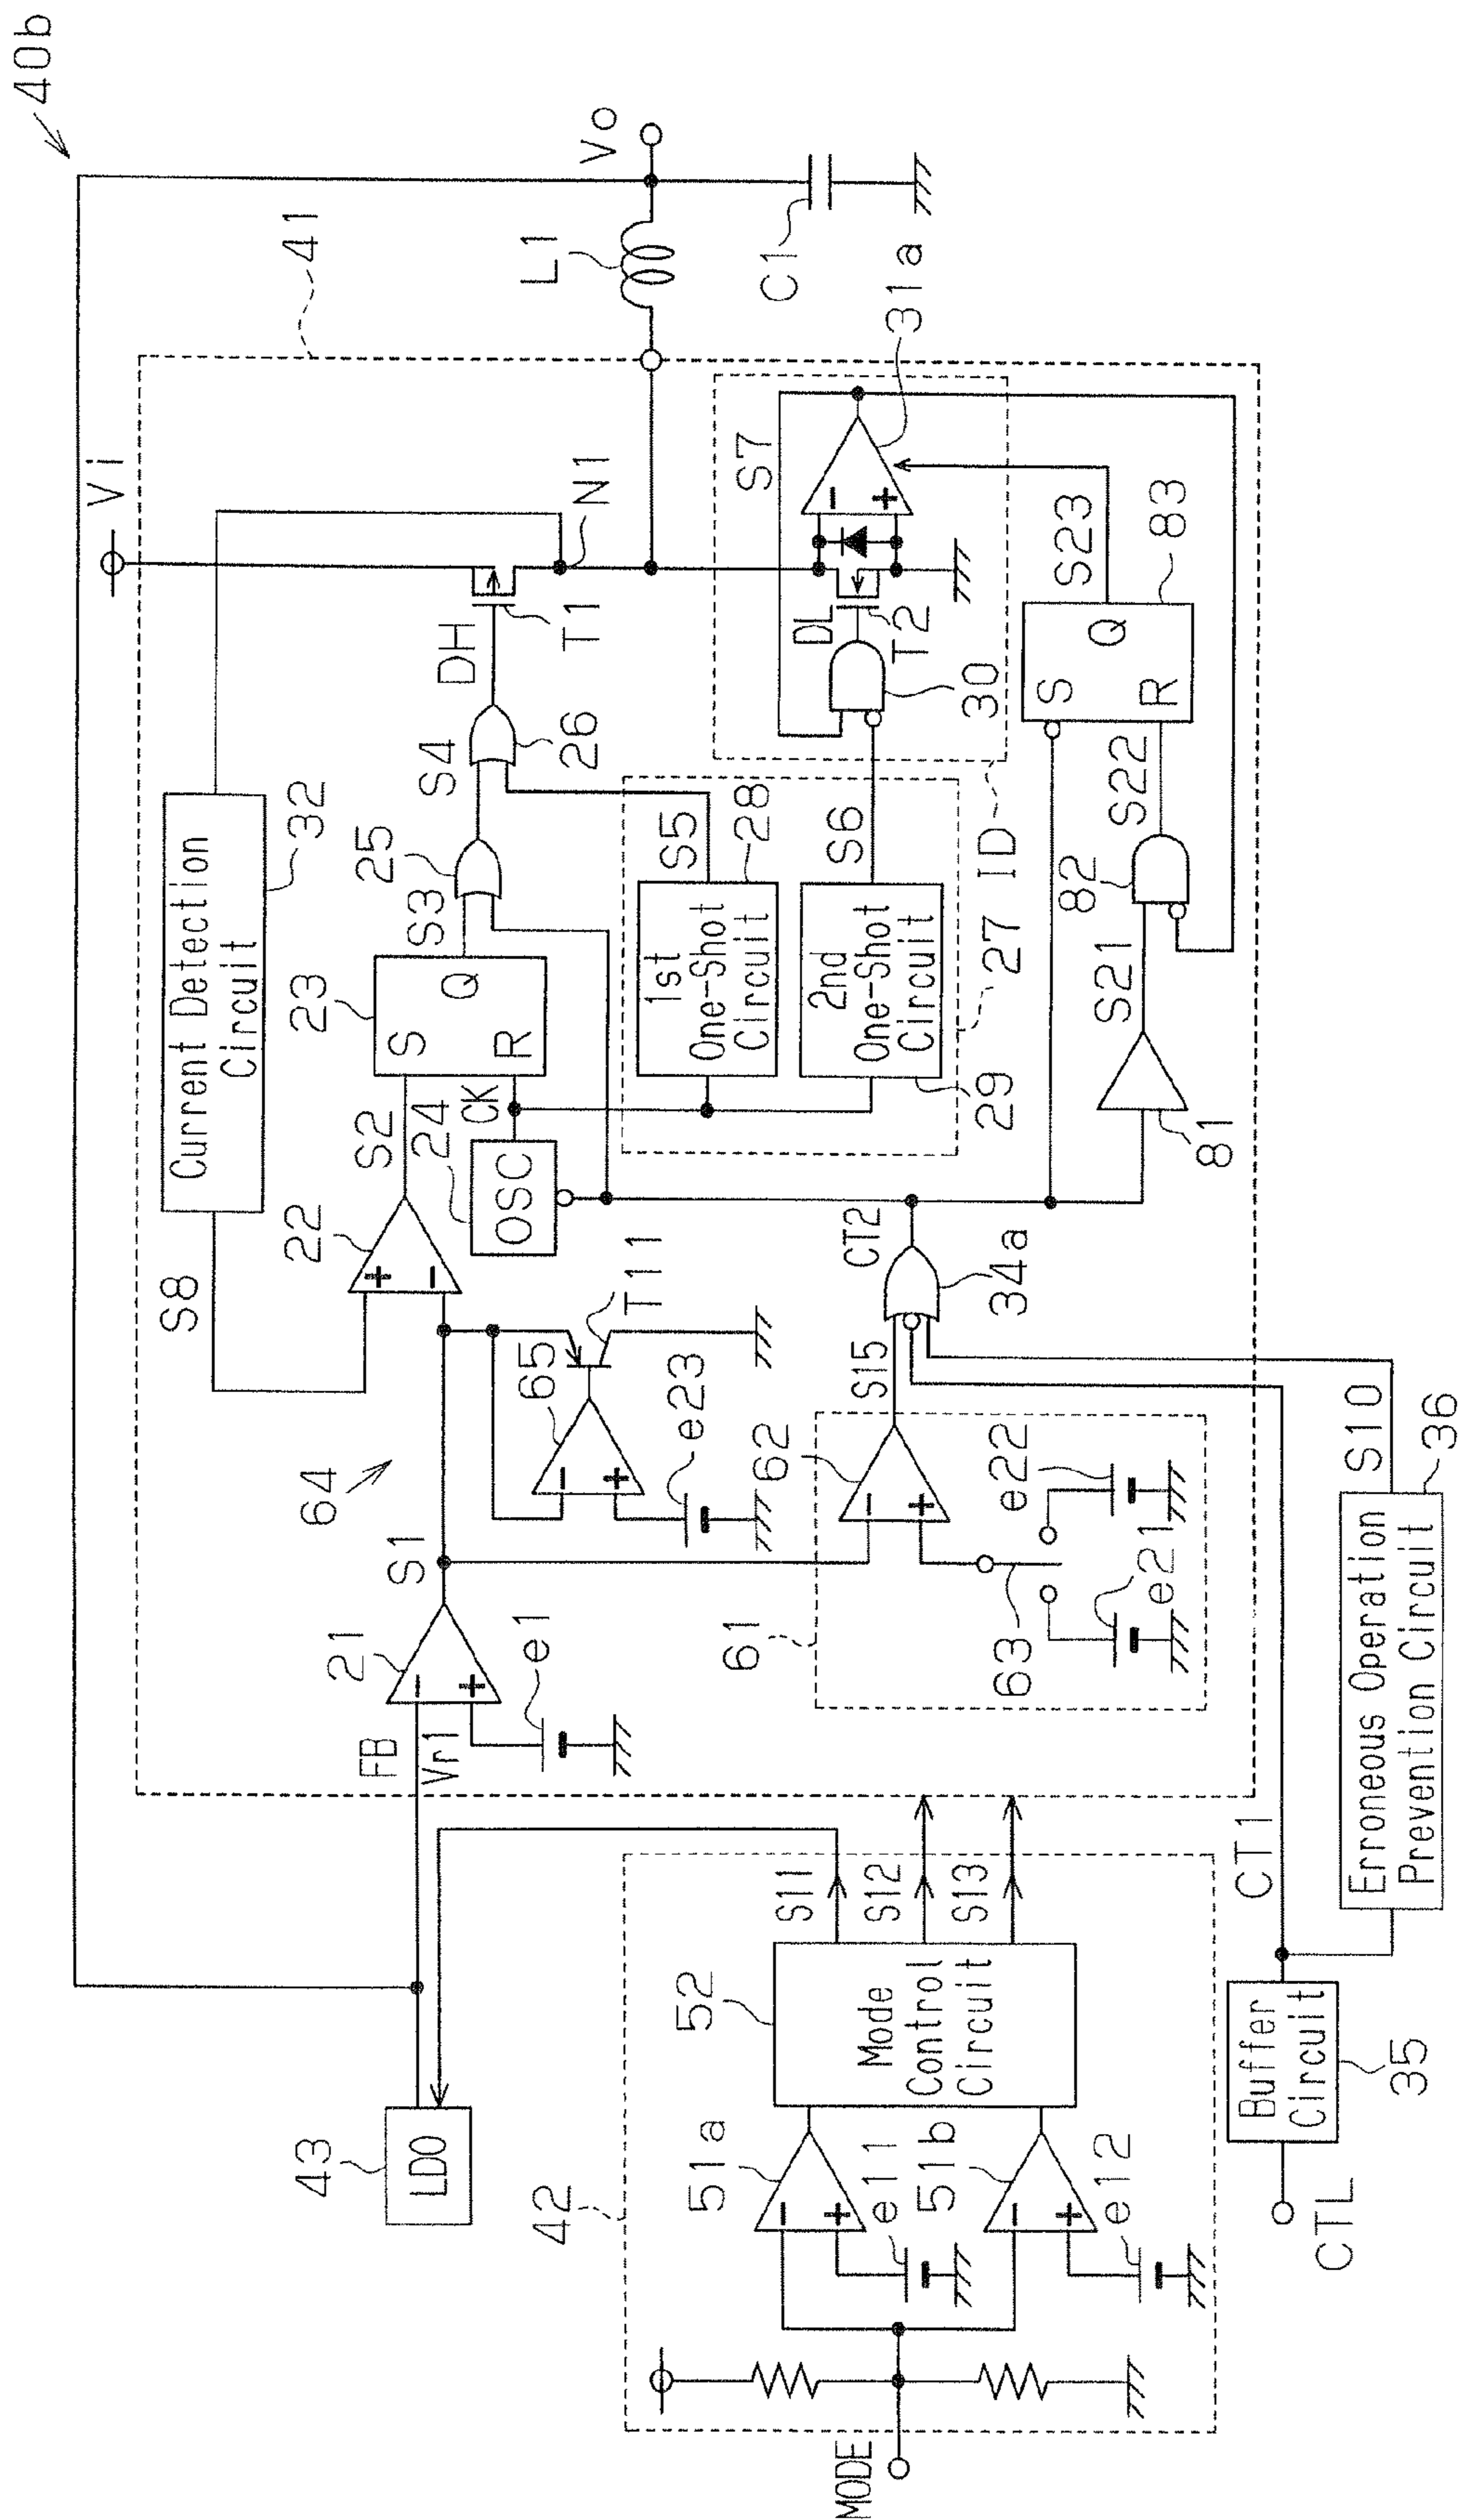 40b
Vi
Vo
41
L1
C1
31a
N1
S7
Current Detection
Circuit
32
S8
DH
T1
S4
26
25
S3
23
S
Q
R
CK
24
OSC
S2
22
1st
One-Shot
Circuit
S5
28
2nd
One-Shot
Circuit
S6
29
27
ID
DL
T2
30
S23
83
S
Q
R
S22
82
S21
81
CT2
34a
S15
T11
65
e23
64
62
e22
e21
63
61
S1
21
e1
FB
Vr1
S10
36
Erroneous Operation
Prevention Circuit
CT1
Buffer
Circuit
35
CTL
43
LDO
S11
S12
S13
52
Mode
Control
Circuit
42
51a
e11
51b
e12
MODE